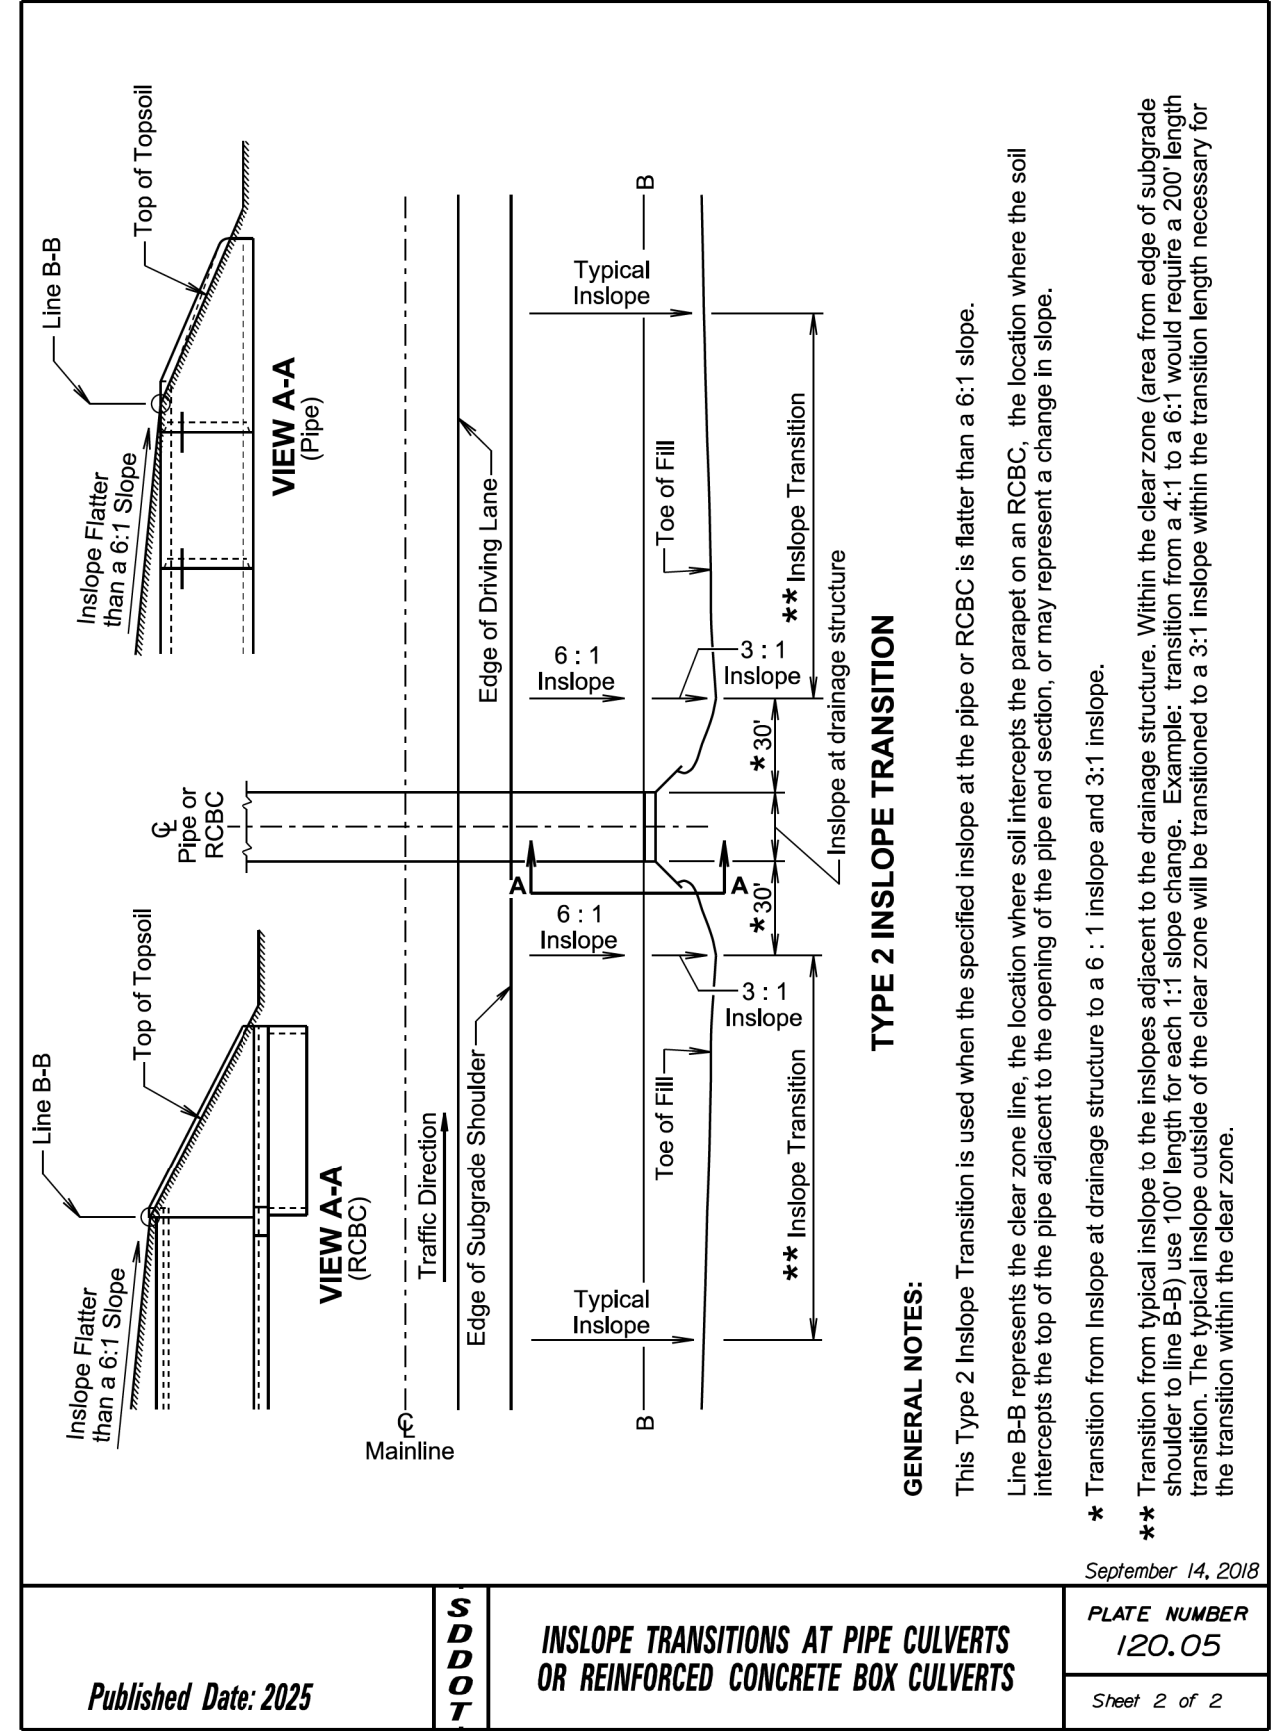 Line B-B
Top of Topsoil
Inslope Flatter
than a 6:1 Slope
VIEW A-A
(RCBC)
Line B-B
Top of Topsoil
Inslope Flatter
than a 6:1 Slope
VIEW A-A
(Pipe)
℄
Pipe or
RCBC
℄
Mainline
Traffic Direction
Edge of Subgrade Shoulder
Edge of Driving Lane
B
B
Typical
Inslope
6 : 1
Inslope
A
A
6 : 1
Inslope
Typical
Inslope
Toe of Fill
3 : 1
Inslope
3 : 1
Inslope
Toe of Fill
** Inslope Transition
*30'
*30'
** Inslope Transition
Inslope at drainage structure
TYPE 2 INSLOPE TRANSITION
GENERAL NOTES:
This Type 2 Inslope Transition is used when the specified inslope at the pipe or RCBC is flatter than a 6:1 slope.
Line B-B represents the clear zone line, the location where soil intercepts the parapet on an RCBC, the location where the soil
intercepts the top of the pipe adjacent to the opening of the pipe end section, or may represent a change in slope.
* Transition from Inslope at drainage structure to a 6 : 1 inslope and 3:1 inslope.
** Transition from typical inslope to the inslopes adjacent to the drainage structure. Within the clear zone (area from edge of subgrade
shoulder to line B-B) use 100' length for each 1:1 slope change. Example: transition from a 4:1 to a 6:1 would require a 200' length
transition. The typical inslope outside of the clear zone will be transitioned to a 3:1 inslope within the transition length necessary for
the transition within the clear zone.
September 14, 2018
Published Date: 2025
SDDOT
INSLOPE TRANSITIONS AT PIPE CULVERTS
OR REINFORCED CONCRETE BOX CULVERTS
PLATE NUMBER
120.05
Sheet 2 of 2